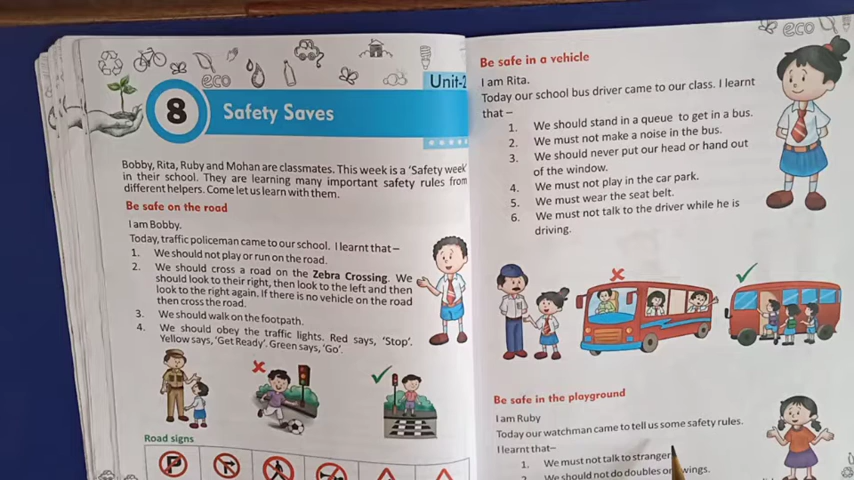 eco
Unit-2
8
Safety Saves
Bobby, Rita, Ruby and Mohan are classmates. This week is a 'Safety week'
in their school. They are learning many important safety rules from
different helpers. Come let us learn with them.
Be safe on the road
I am Bobby.
Today, traffic policeman came to our school. I learnt that –
1. We should not play or run on the road.
2. We should cross a road on the Zebra Crossing. We
should look to their right, then look to the left and then
look to the right again. If there is no vehicle on the road
then cross the road.
3. We should walk on the footpath.
4. We should obey the traffic lights. Red says, 'Stop'.
Yellow says, 'Get Ready'. Green says, 'Go'.
Road signs
P
eco
Be safe in a vehicle
I am Rita.
Today our school bus driver came to our class. I learnt
that –
1. We should stand in a queue to get in a bus.
2. We must not make a noise in the bus.
3. We should never put our head or hand out
of the window.
4. We must not play in the car park.
5. We must wear the seat belt.
6. We must not talk to the driver while he is
driving.
Be safe in the playground
I am Ruby
Today our watchman came to tell us some safety rules.
I learnt that–
1. We must not talk to stranger
We should not do doubles on wings.